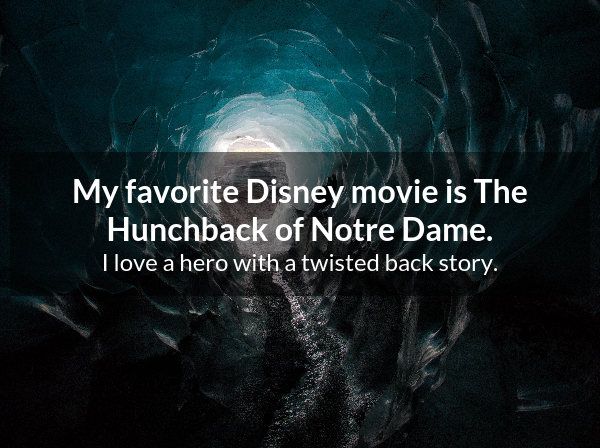 My favorite Disney movie is The
Hunchback of Notre Dame.
I love a hero with a twisted back story.